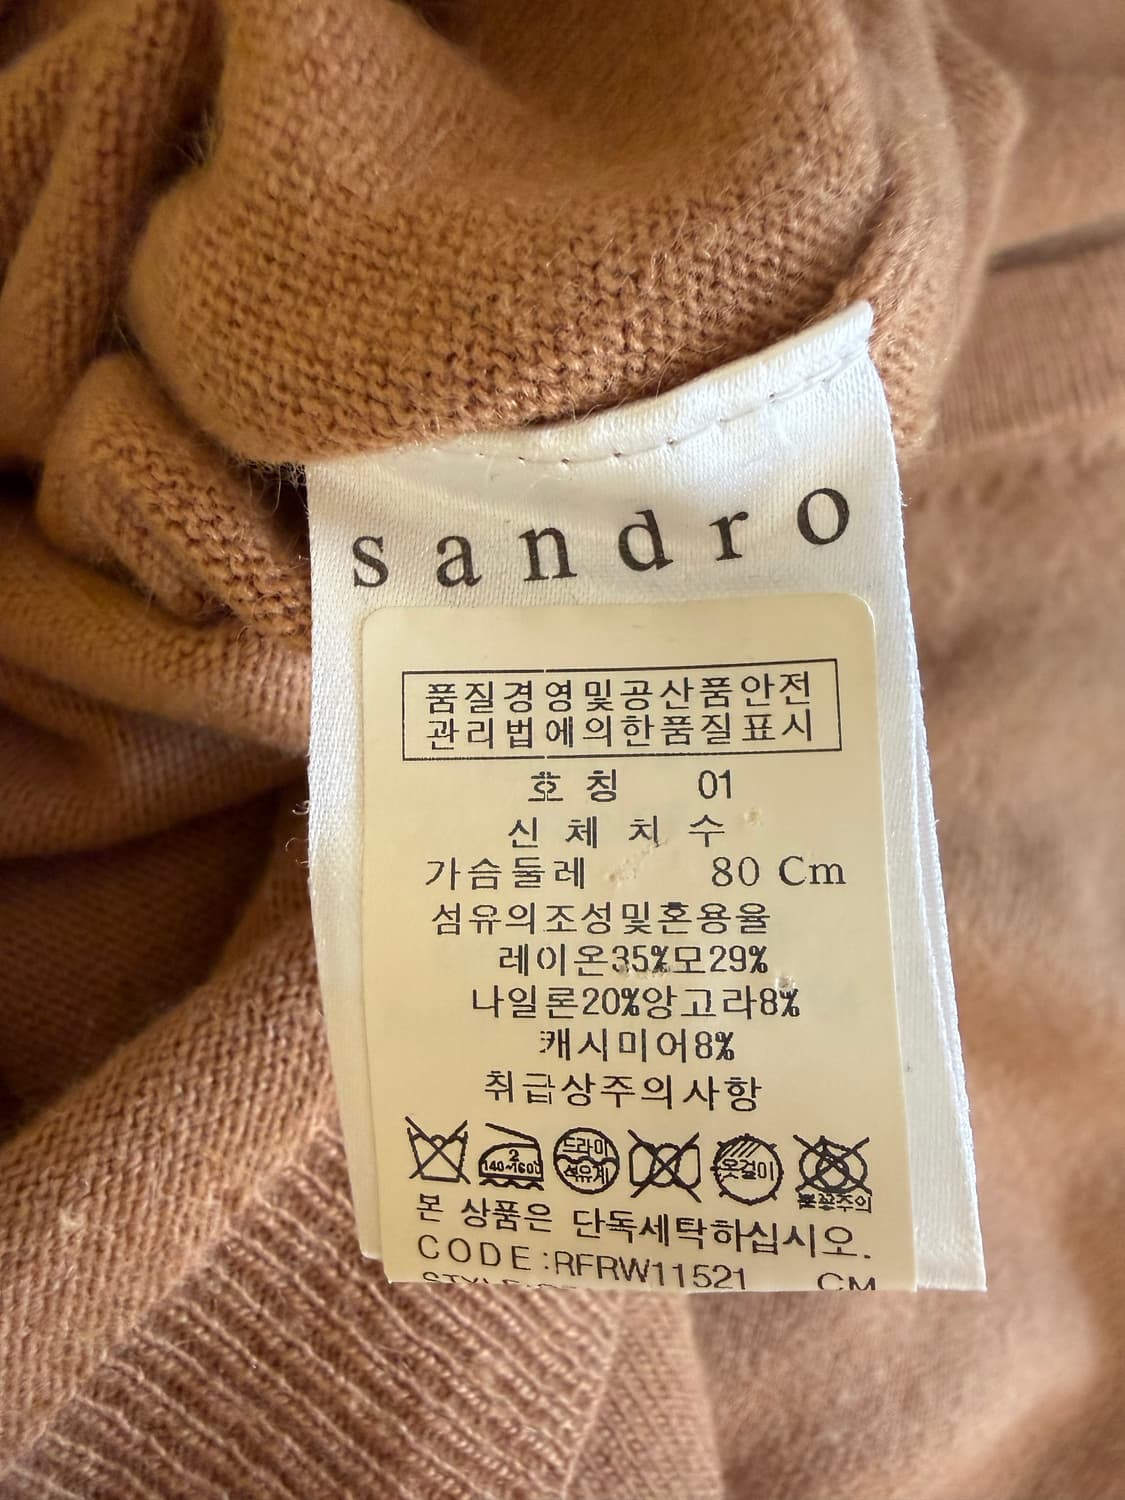 sandro
품질경영및공산품안전
관리법에의한품질표시
호칭 01
신체치수
가슴둘레 80 Cm
섬유의조성및혼용율
레이온35%모29%
나일론20%앙고라8%
캐시미어8%
취급상주의사항
2 140~160℃ 드라이 석유계 옷걸이 불꽃주의
본 상품은 단독세탁하십시오.
CODE:RFRW11521 CM